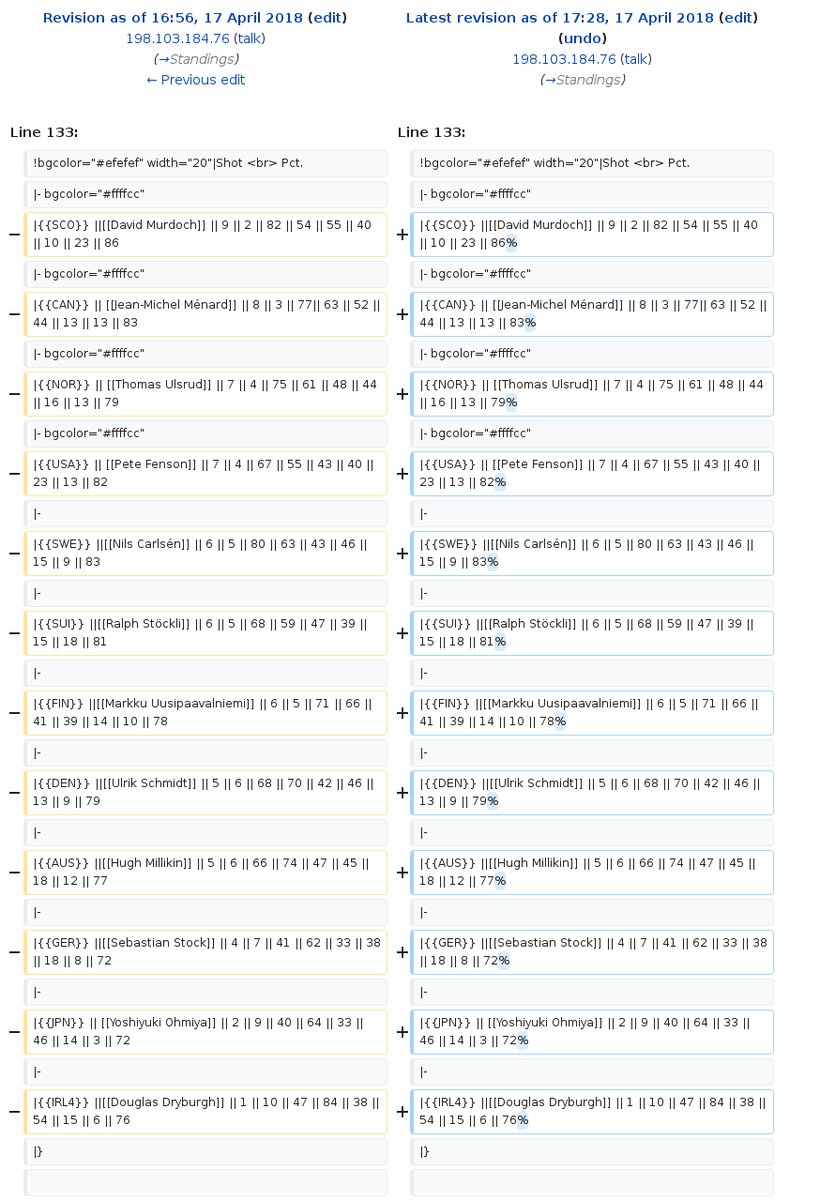 Revision as of 16:56, 17 April 2018 (edit)
198.103.184.76 (talk)
(→Standings)
← Previous edit
Latest revision as of 17:28, 17 April 2018 (edit)
(undo)
198.103.184.76 (talk)
(→Standings)
Line 133:
Line 133:
!bgcolor="#efefef" width="20"|Shot <br> Pct.
!bgcolor="#efefef" width="20"|Shot <br> Pct.
|- bgcolor="#ffffcc"
|- bgcolor="#ffffcc"
− |{{SCO}} ||[[David Murdoch]] || 9 || 2 || 82 || 54 || 55 || 40
|| 10 || 23 || 86
+ |{{SCO}} ||[[David Murdoch]] || 9 || 2 || 82 || 54 || 55 || 40
|| 10 || 23 || 86%
|- bgcolor="#ffffcc"
|- bgcolor="#ffffcc"
− |{{CAN}} || [[Jean-Michel Ménard]] || 8 || 3 || 77|| 63 || 52 ||
44 || 13 || 13 || 83
+ |{{CAN}} || [[Jean-Michel Ménard]] || 8 || 3 || 77|| 63 || 52 ||
44 || 13 || 13 || 83%
|- bgcolor="#ffffcc"
|- bgcolor="#ffffcc"
− |{{NOR}} || [[Thomas Ulsrud]] || 7 || 4 || 75 || 61 || 48 || 44
|| 16 || 13 || 79
+ |{{NOR}} || [[Thomas Ulsrud]] || 7 || 4 || 75 || 61 || 48 || 44
|| 16 || 13 || 79%
|- bgcolor="#ffffcc"
|- bgcolor="#ffffcc"
− |{{USA}} || [[Pete Fenson]] || 7 || 4 || 67 || 55 || 43 || 40 ||
23 || 13 || 82
+ |{{USA}} || [[Pete Fenson]] || 7 || 4 || 67 || 55 || 43 || 40 ||
23 || 13 || 82%
|-
|-
− |{{SWE}} ||[[Nils Carlsén]] || 6 || 5 || 80 || 63 || 43 || 46 ||
15 || 9 || 83
+ |{{SWE}} ||[[Nils Carlsén]] || 6 || 5 || 80 || 63 || 43 || 46 ||
15 || 9 || 83%
|-
|-
− |{{SUI}} ||[[Ralph Stöckli]] || 6 || 5 || 68 || 59 || 47 || 39 ||
15 || 18 || 81
+ |{{SUI}} ||[[Ralph Stöckli]] || 6 || 5 || 68 || 59 || 47 || 39 ||
15 || 18 || 81%
|-
|-
− |{{FIN}} ||[[Markku Uusipaavalniemi]] || 6 || 5 || 71 || 66 ||
41 || 39 || 14 || 10 || 78
+ |{{FIN}} ||[[Markku Uusipaavalniemi]] || 6 || 5 || 71 || 66 ||
41 || 39 || 14 || 10 || 78%
|-
|-
− |{{DEN}} ||[[Ulrik Schmidt]] || 5 || 6 || 68 || 70 || 42 || 46 ||
13 || 9 || 79
+ |{{DEN}} ||[[Ulrik Schmidt]] || 5 || 6 || 68 || 70 || 42 || 46 ||
13 || 9 || 79%
|-
|-
− |{{AUS}} ||[[Hugh Millikin]] || 5 || 6 || 66 || 74 || 47 || 45 ||
18 || 12 || 77
+ |{{AUS}} ||[[Hugh Millikin]] || 5 || 6 || 66 || 74 || 47 || 45 ||
18 || 12 || 77%
|-
|-
− |{{GER}} ||[[Sebastian Stock]] || 4 || 7 || 41 || 62 || 33 || 38
|| 18 || 8 || 72
+ |{{GER}} ||[[Sebastian Stock]] || 4 || 7 || 41 || 62 || 33 || 38
|| 18 || 8 || 72%
|-
|-
− |{{JPN}} || [[Yoshiyuki Ohmiya]] || 2 || 9 || 40 || 64 || 33 ||
46 || 14 || 3 || 72
+ |{{JPN}} || [[Yoshiyuki Ohmiya]] || 2 || 9 || 40 || 64 || 33 ||
46 || 14 || 3 || 72%
|-
|-
− |{{IRL4}} ||[[Douglas Dryburgh]] || 1 || 10 || 47 || 84 || 38 ||
54 || 15 || 6 || 76
+ |{{IRL4}} ||[[Douglas Dryburgh]] || 1 || 10 || 47 || 84 || 38 ||
54 || 15 || 6 || 76%
|}
|}